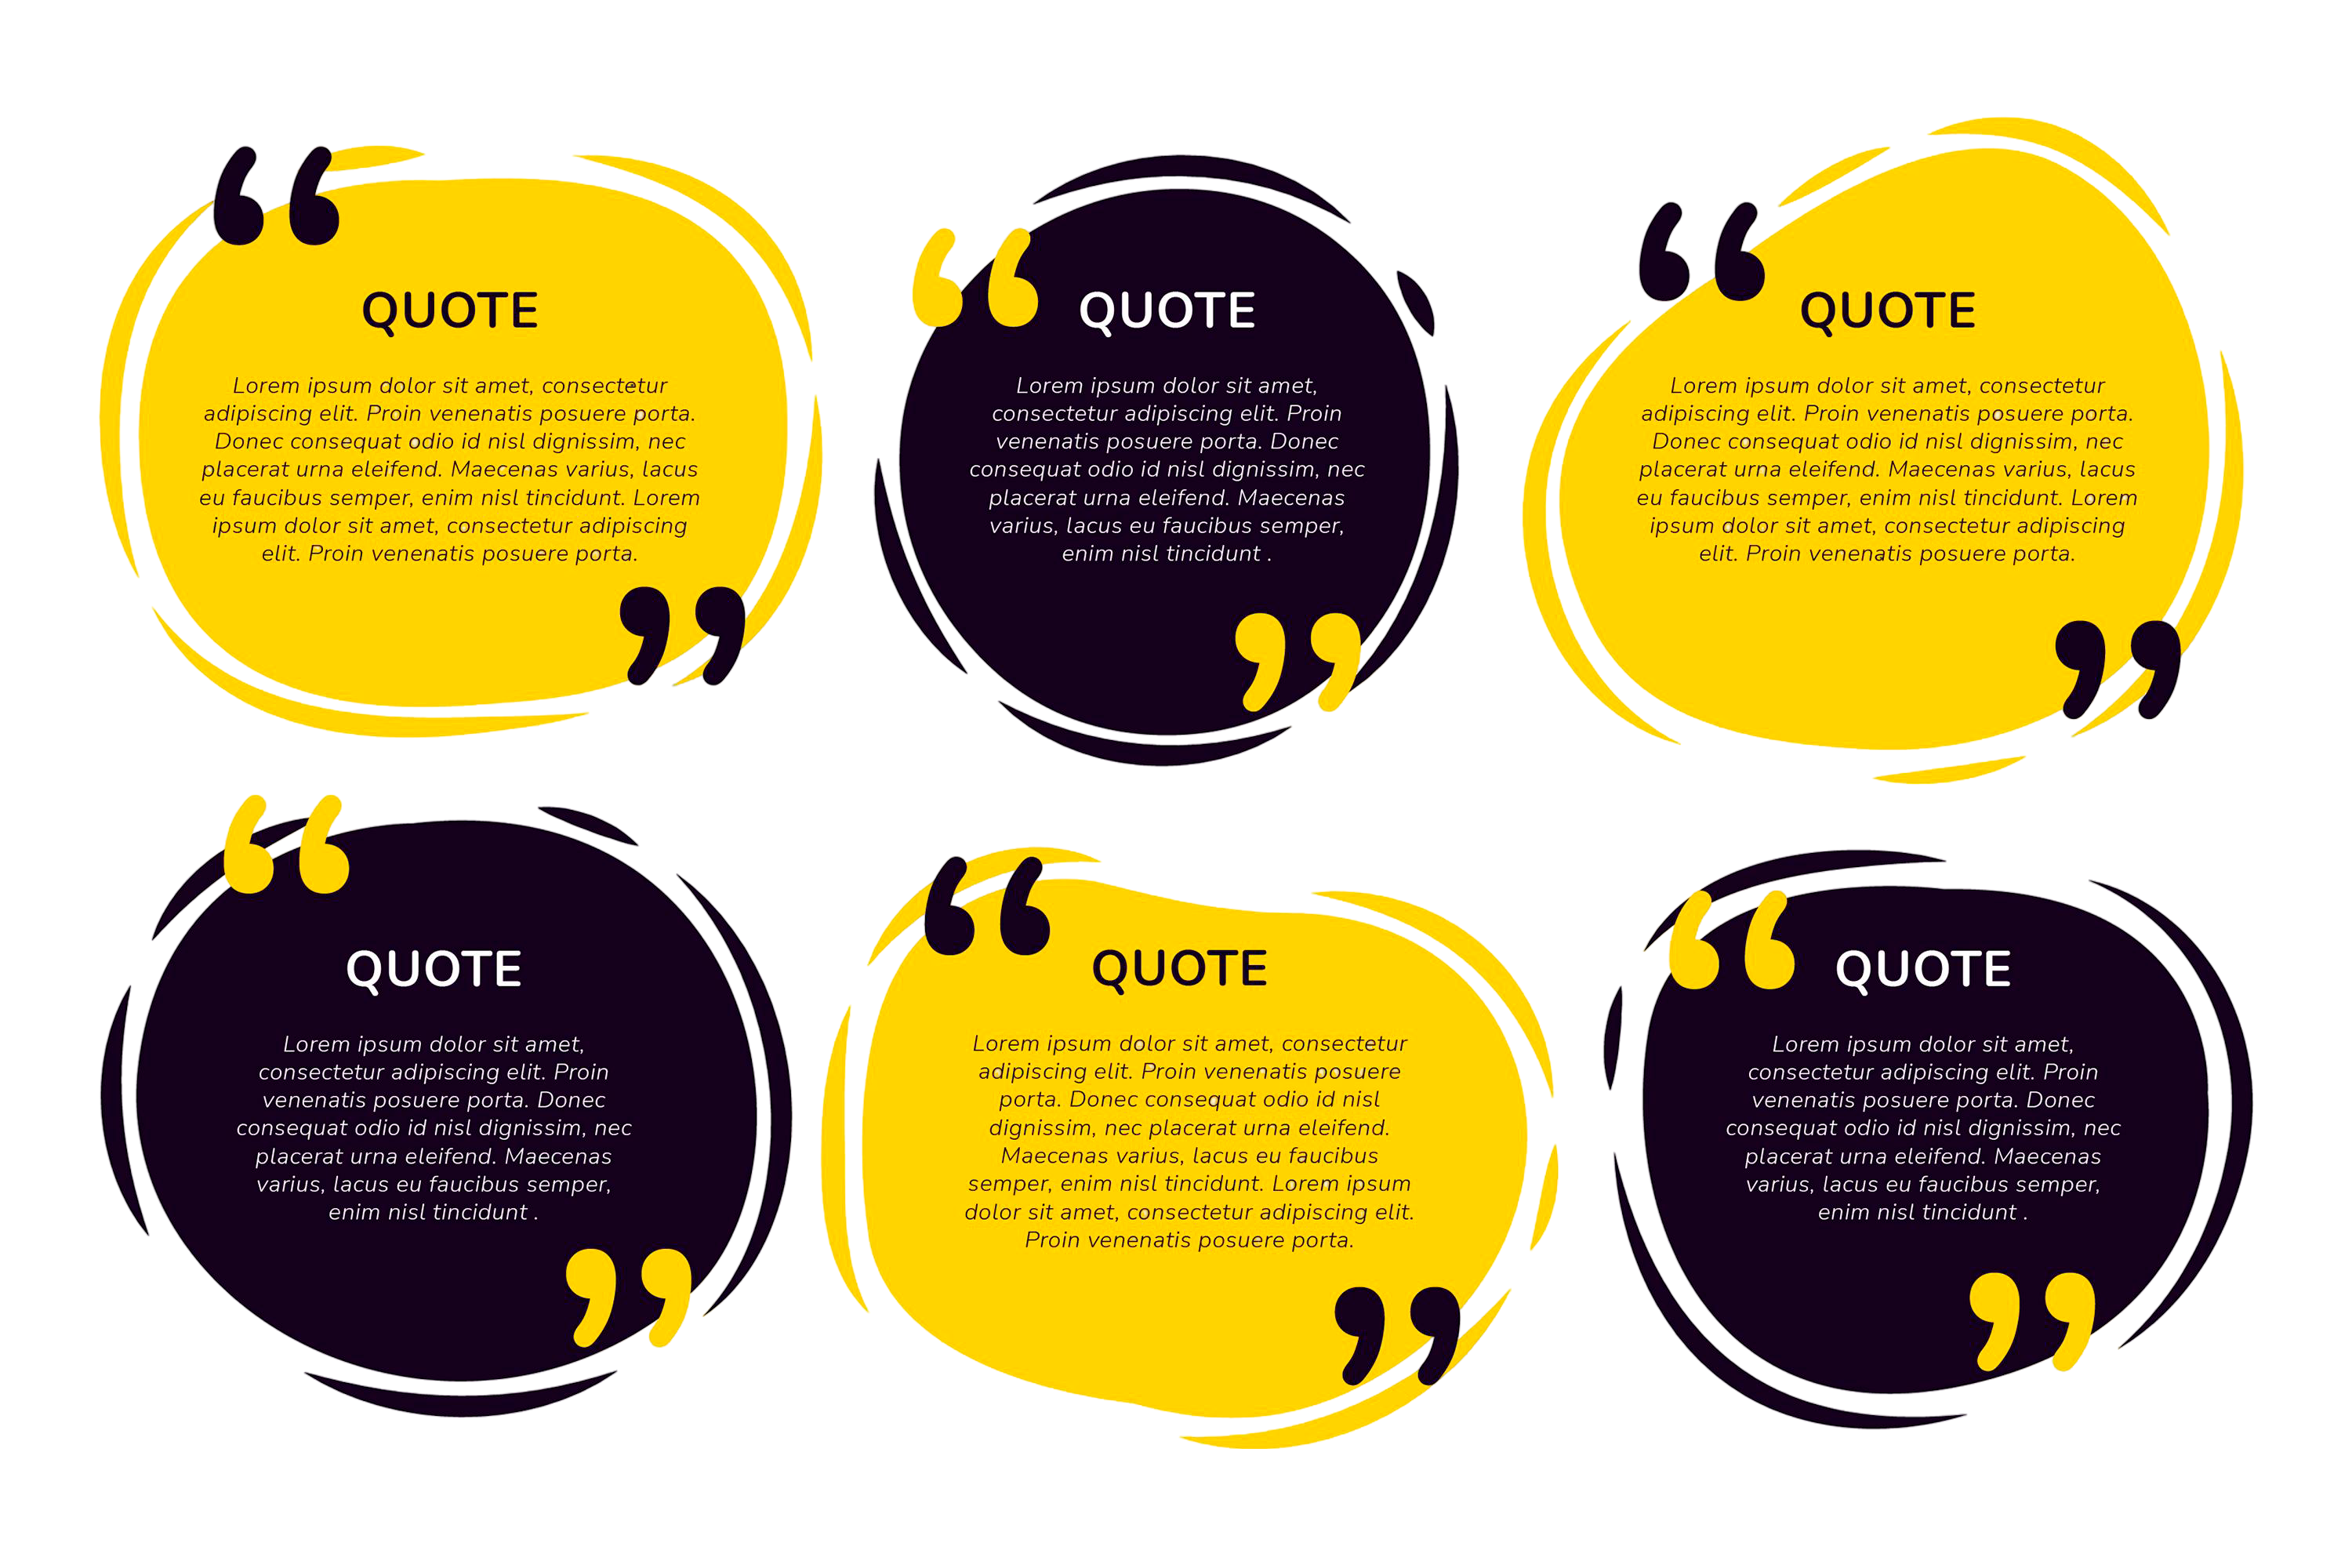 QUOTE
Lorem ipsum dolor sit amet, consectetur
adipiscing elit. Proin venenatis posuere porta.
Donec consequat odio id nisl dignissim, nec
placerat urna eleifend. Maecenas varius, lacus
eu faucibus semper, enim nisl tincidunt. Lorem
ipsum dolor sit amet, consectetur adipiscing
elit. Proin venenatis posuere porta.
QUOTE
Lorem ipsum dolor sit amet,
consectetur adipiscing elit. Proin
venenatis posuere porta. Donec
consequat odio id nisl dignissim, nec
placerat urna eleifend. Maecenas
varius, lacus eu faucibus semper,
enim nisl tincidunt .
QUOTE
Lorem ipsum dolor sit amet, consectetur
adipiscing elit. Proin venenatis posuere porta.
Donec consequat odio id nisl dignissim, nec
placerat urna eleifend. Maecenas varius, lacus
eu faucibus semper, enim nisl tincidunt. Lorem
ipsum dolor sit amet, consectetur adipiscing
elit. Proin venenatis posuere porta.
QUOTE
Lorem ipsum dolor sit amet,
consectetur adipiscing elit. Proin
venenatis posuere porta. Donec
consequat odio id nisl dignissim, nec
placerat urna eleifend. Maecenas
varius, lacus eu faucibus semper,
enim nisl tincidunt .
QUOTE
Lorem ipsum dolor sit amet, consectetur
adipiscing elit. Proin venenatis posuere
porta. Donec consequat odio id nisl
dignissim, nec placerat urna eleifend.
Maecenas varius, lacus eu faucibus
semper, enim nisl tincidunt. Lorem ipsum
dolor sit amet, consectetur adipiscing elit.
Proin venenatis posuere porta.
QUOTE
Lorem ipsum dolor sit amet,
consectetur adipiscing elit. Proin
venenatis posuere porta. Donec
consequat odio id nisl dignissim, nec
placerat urna eleifend. Maecenas
varius, lacus eu faucibus semper,
enim nisl tincidunt .